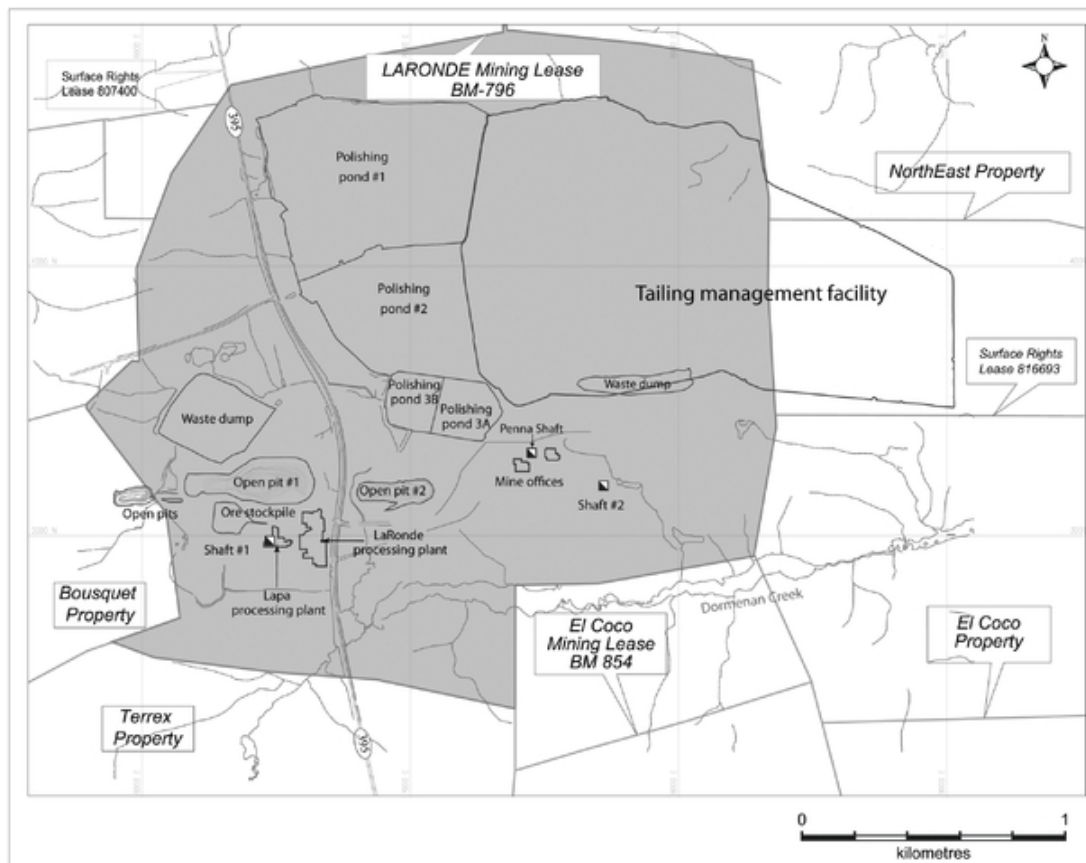 N
LARONDE Mining Lease
BM-796
Surface Rights
Lease 807400
395
Polishing
pond #1
NorthEast Property
Polishing
pond #2
Tailing management facility
Surface Rights
Lease 816693
Polishing
pond 3B
Polishing
pond 3A
Waste dump
Waste dump
Penna Shaft
Open pit #1
Open pit #2
Mine offices
Open pits
Ore stockpile
Shaft #2
Shaft #1
LaRonde
processing plant
Lapa
processing plant
Bousquet
Property
Dormenan Creek
El Coco
Mining Lease
BM 854
El Coco
Property
Terrex
Property
395
0 1
kilometres